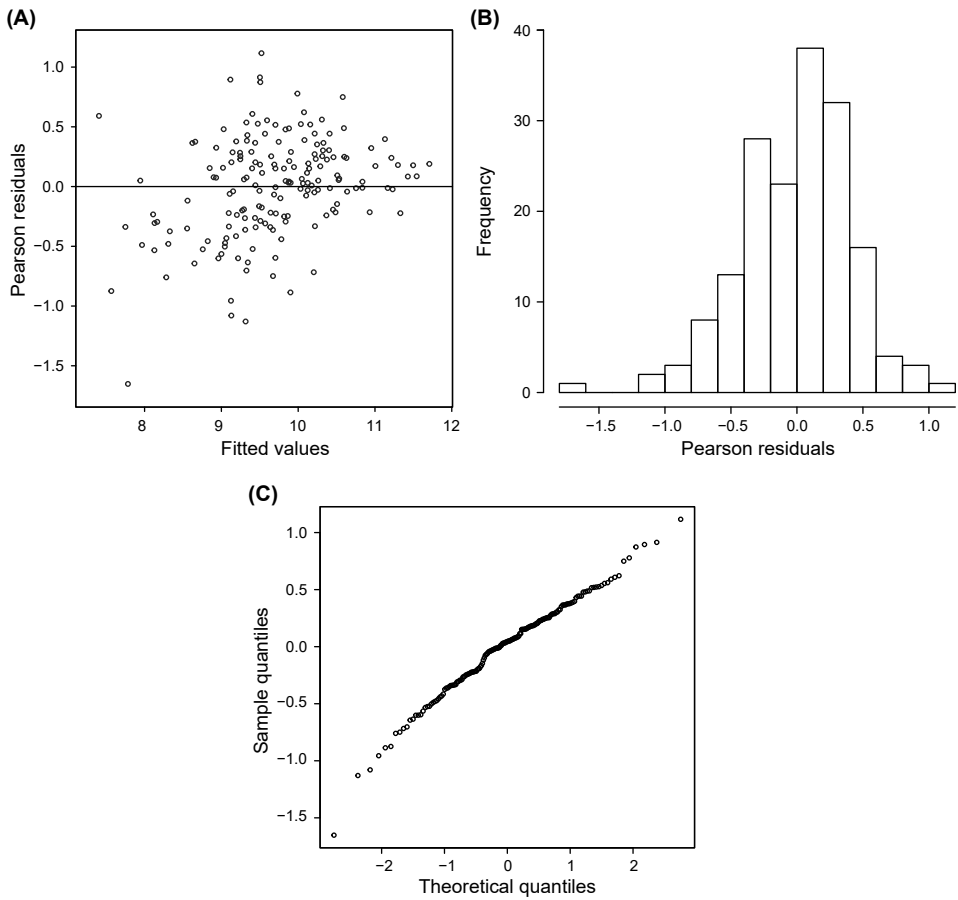 (A)
1.0
0.5
0.0
−0.5
−1.0
−1.5
Pearson residuals
8 9 10 11 12
Fitted values
(B)
40
30
20
10
0
Frequency
−1.5 −1.0 −0.5 0.0 0.5 1.0
Pearson residuals
(C)
1.0
0.5
0.0
−0.5
−1.0
−1.5
Sample quantiles
−2 −1 0 1 2
Theoretical quantiles